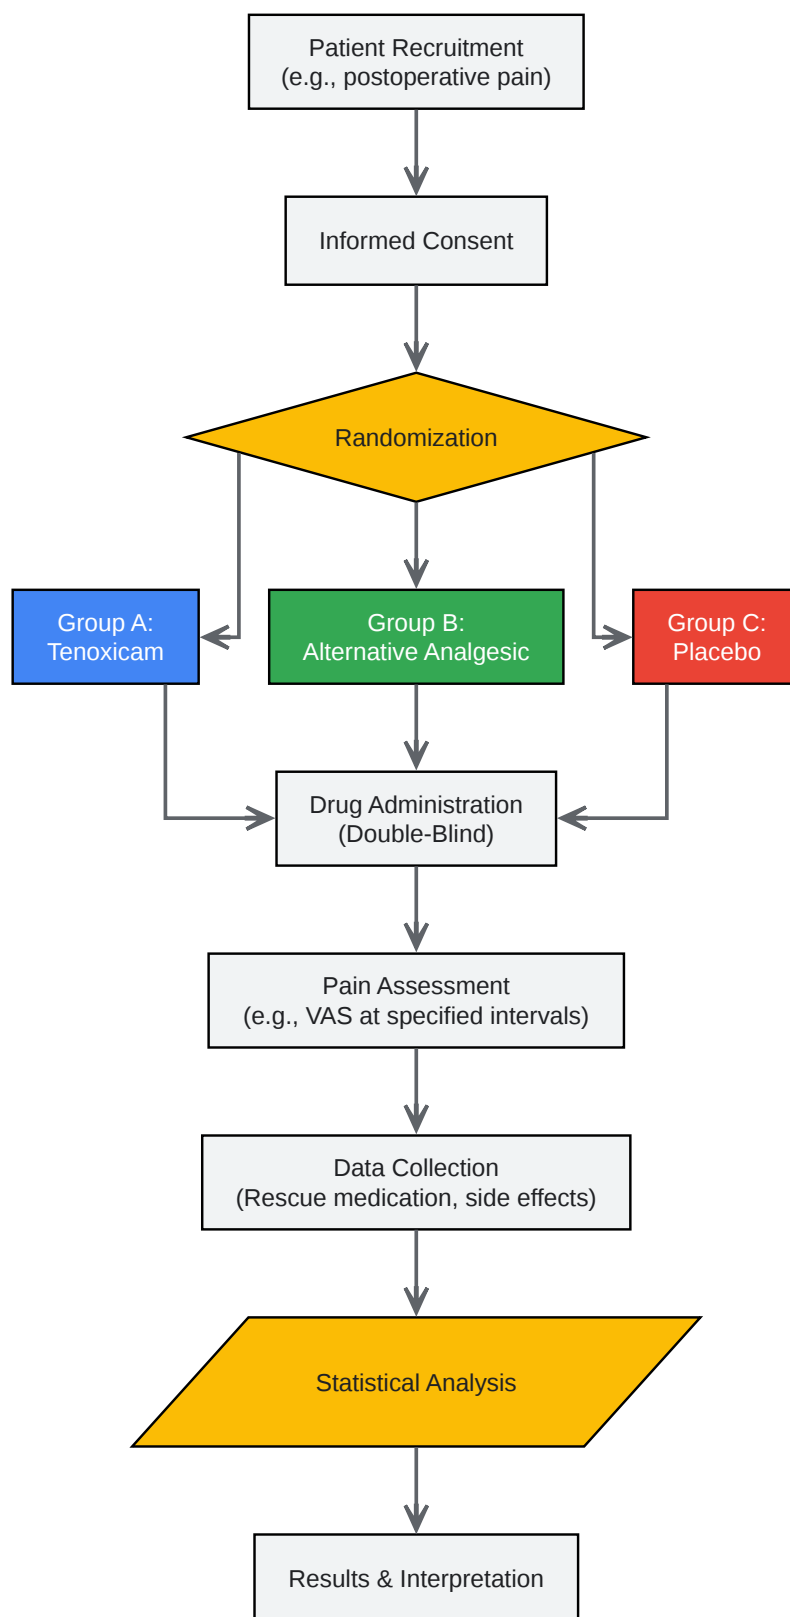 Patient Recruitment
(e.g., postoperative pain)
Informed Consent
Randomization
Group A:
Tenoxicam
Group B:
Alternative Analgesic
Group C:
Placebo
Drug Administration
(Double-Blind)
Pain Assessment
(e.g., VAS at specified intervals)
Data Collection
(Rescue medication, side effects)
Statistical Analysis
Results & Interpretation